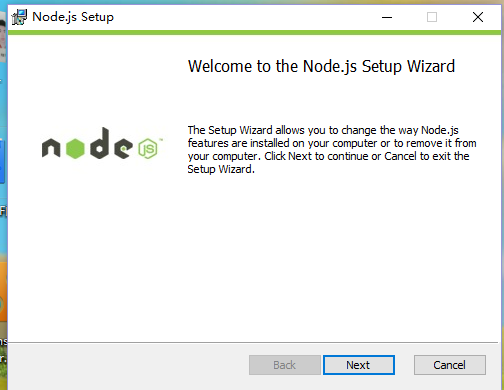 Node.js Setup
Welcome to the Node.js Setup Wizard
node JS ™
The Setup Wizard allows you to change the way Node.js
features are installed on your computer or to remove it from
your computer. Click Next to continue or Cancel to exit the
Setup Wizard.
Back Next Cancel